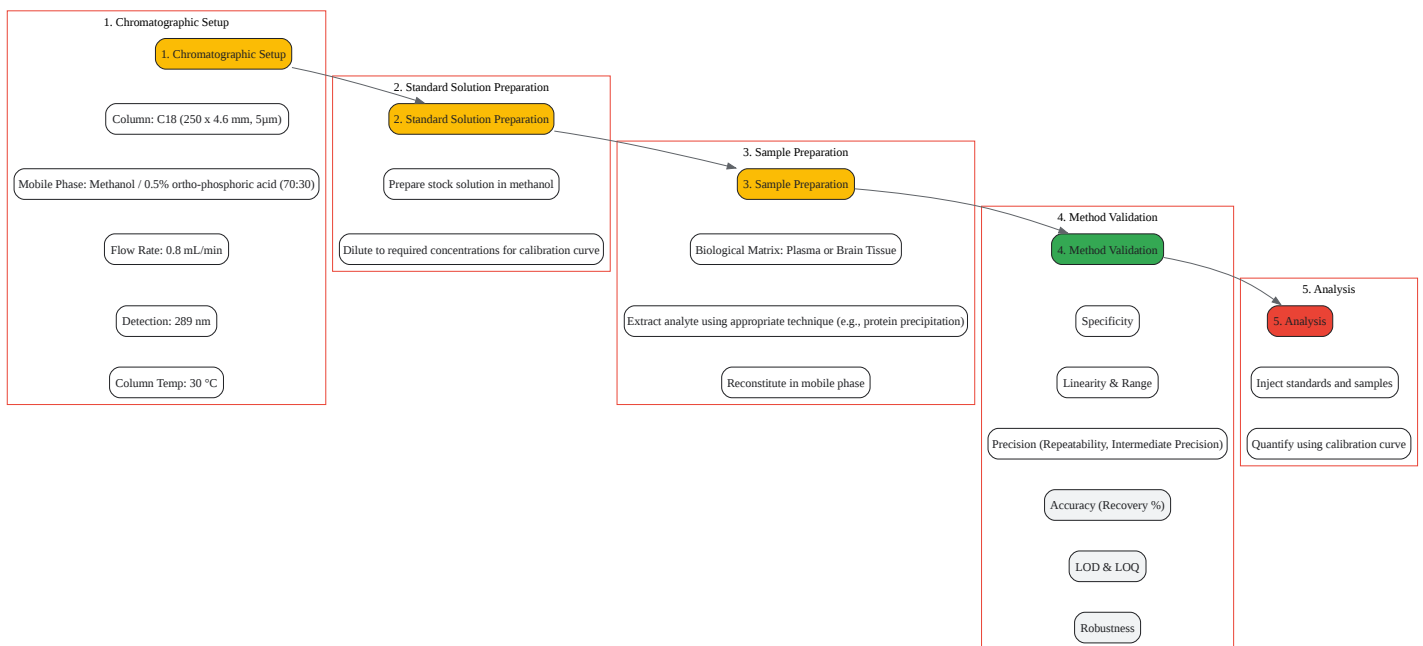 1. Chromatographic Setup
1. Chromatographic Setup
Column: C18 (250 x 4.6 mm, 5µm)
Mobile Phase: Methanol / 0.5% ortho-phosphoric acid (70:30)
Flow Rate: 0.8 mL/min
Detection: 289 nm
Column Temp: 30 °C
2. Standard Solution Preparation
2. Standard Solution Preparation
Prepare stock solution in methanol
Dilute to required concentrations for calibration curve
3. Sample Preparation
3. Sample Preparation
Biological Matrix: Plasma or Brain Tissue
Extract analyte using appropriate technique (e.g., protein precipitation)
Reconstitute in mobile phase
4. Method Validation
4. Method Validation
Specificity
Linearity & Range
Precision (Repeatability, Intermediate Precision)
Accuracy (Recovery %)
LOD & LOQ
Robustness
5. Analysis
5. Analysis
Inject standards and samples
Quantify using calibration curve